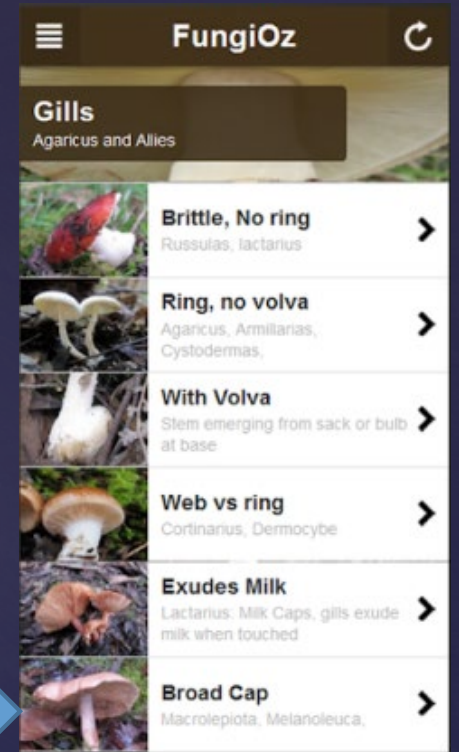 FungiOz
Gills
Agaricus and Allies
Brittle, No ring
Russulas, lactarius
Ring, no volva
Agaricus, Armillarias,
Cystodermas,
With Volva
Stem emerging from sack or bulb
at base
Web vs ring
Cortinarius, Dermocybe
Exudes Milk
Lactarius: Milk Caps, gills exude
milk when touched
Broad Cap
Macrolepiota, Melanoleuca,